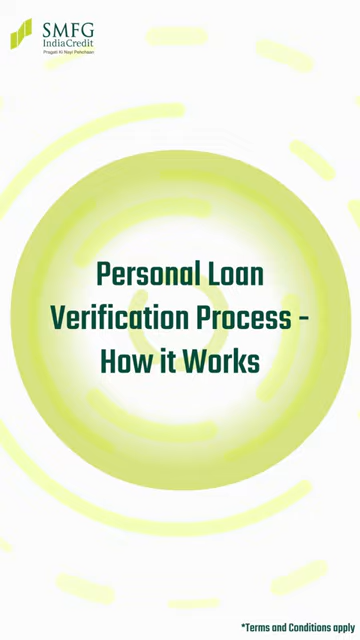 SMFG
IndiaCredit
Pragati Ki Nayi Pehchaan
Personal Loan
Verification Process -
How it Works
*Terms and Conditions apply